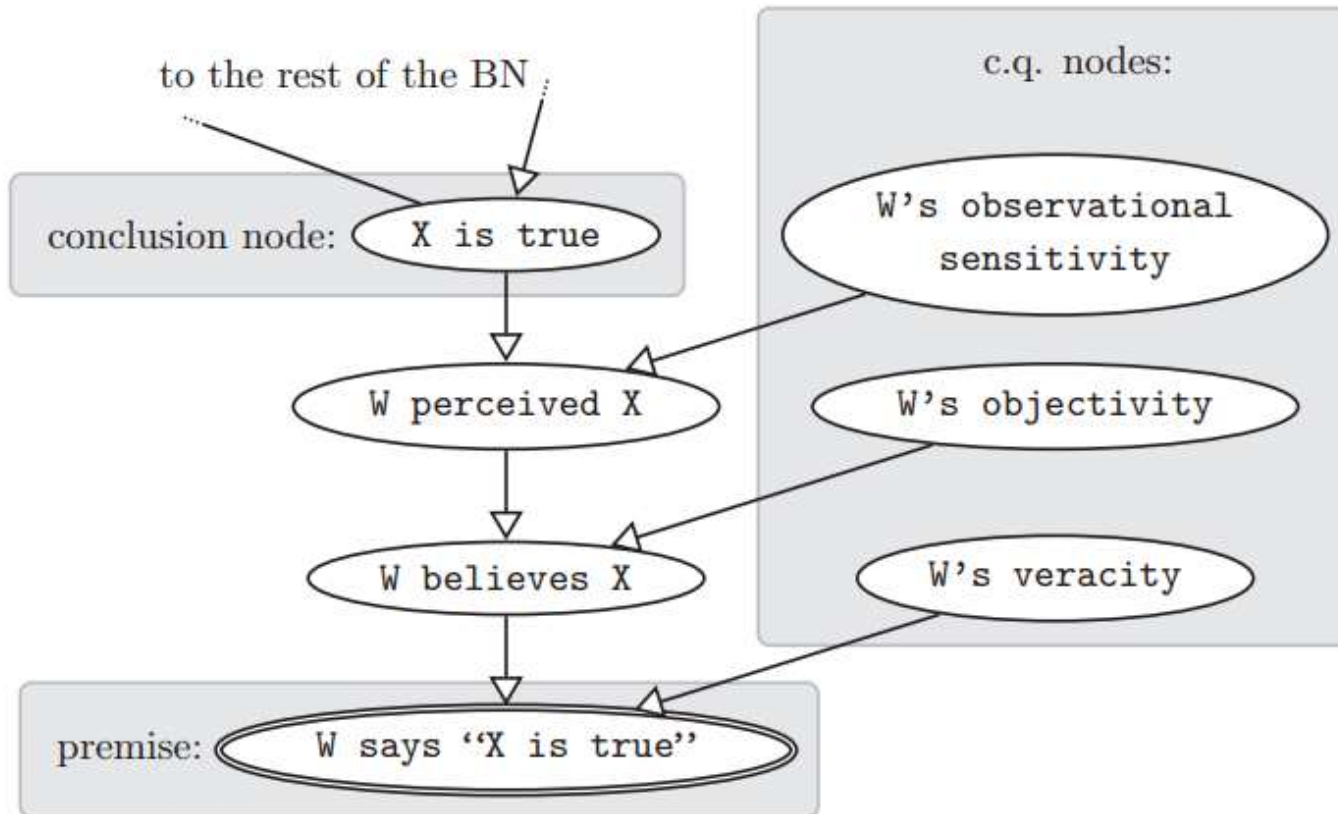 to the rest of the BN
c.q. nodes:
conclusion node:
X is true
W's observational
sensitivity
W perceived X
W's objectivity
W believes X
W's veracity
premise:
W says “X is true”